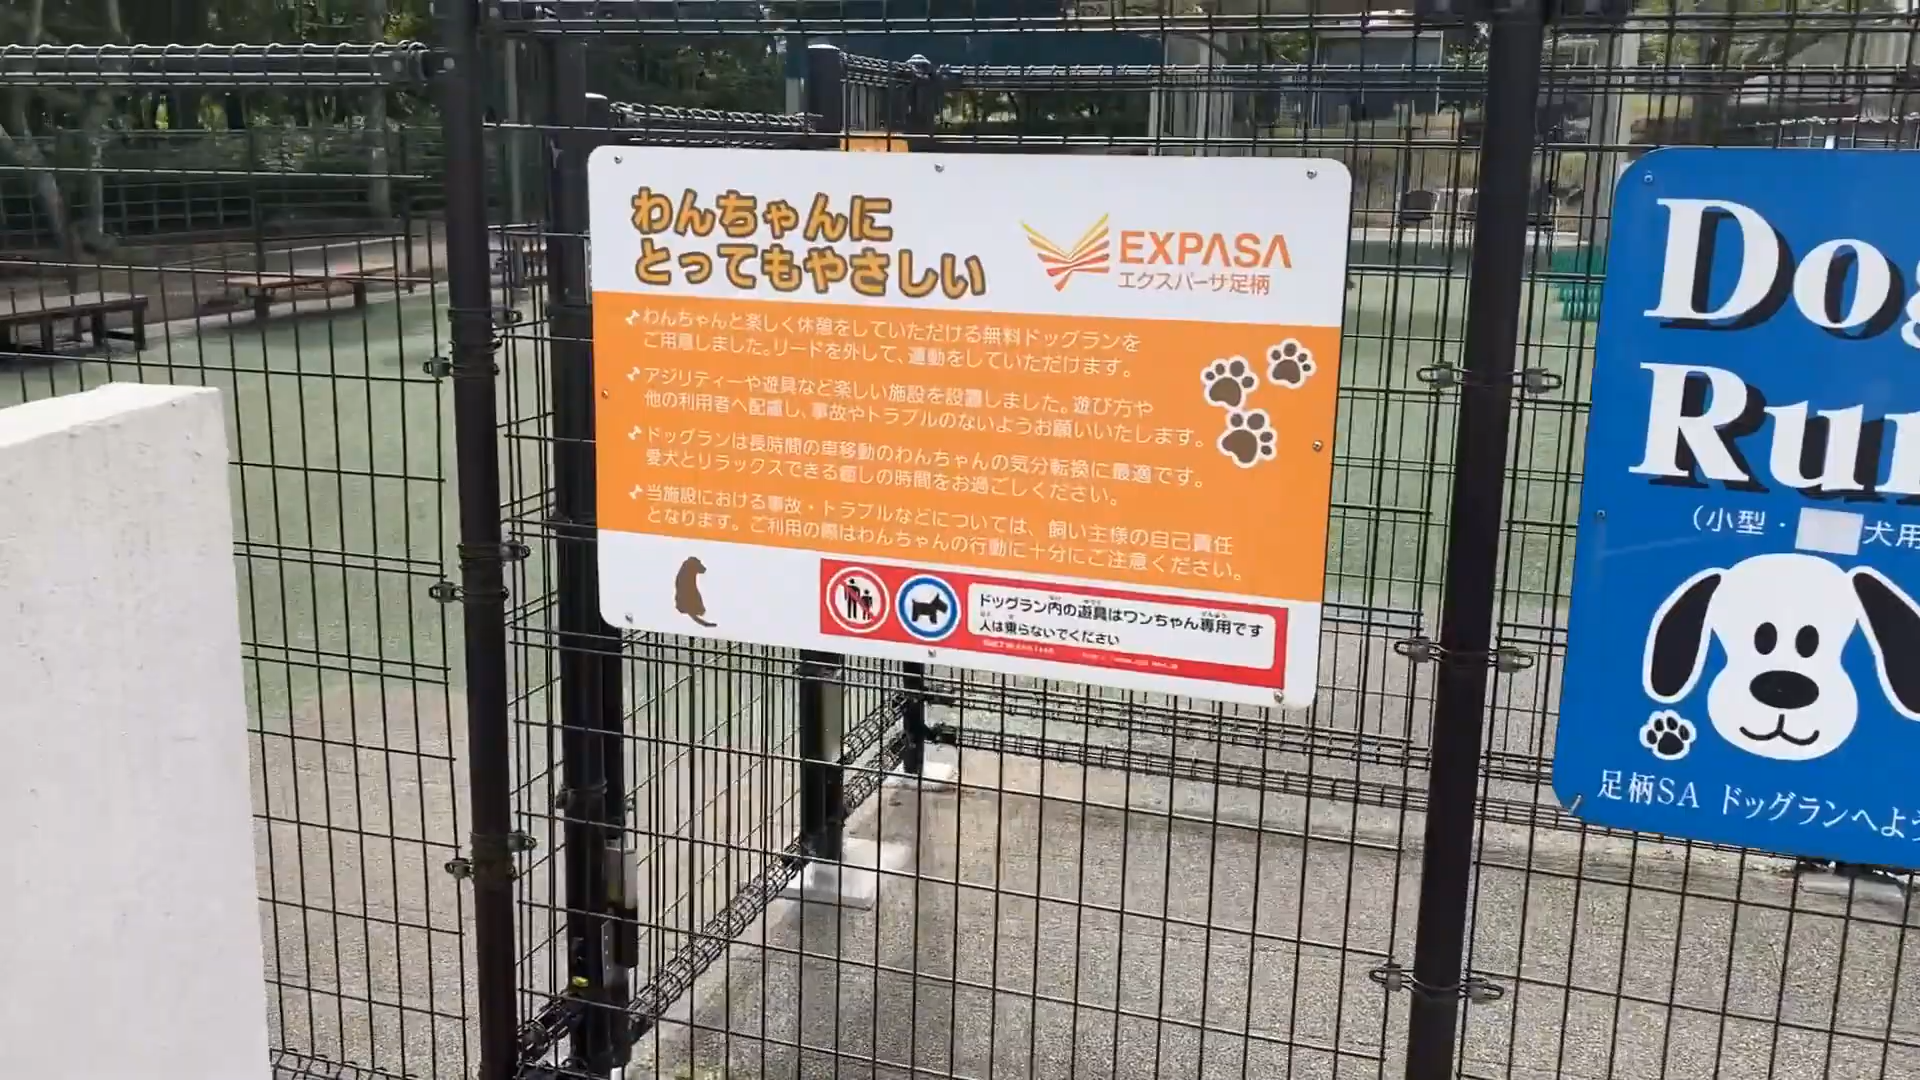 わんちゃんに
とってもやさしい
EXPASA
エクスパーサ足柄
わんちゃんと楽しく休憩をしていただける無料ドッグランを
ご用意しました。リードを外して、運動をしていただけます。
アジリティーや遊具など楽しい施設を設置しました。遊び方や
他の利用者へ配慮し、事故やトラブルのないようお願いいたします。
ドッグランは長時間の車移動のわんちゃんの気分転換に最適です。
愛犬とリラックスできる癒しの時間をお過ごしください。
当施設における事故・トラブルなどについては、飼い主様の自己責任
となります。ご利用の際はわんちゃんの行動に十分にご注意ください。
ドッグラン内の遊具はワンちゃん専用です
人は乗らないでください
Dog
Run
(小型・犬用
足柄SA ドッグランへよう